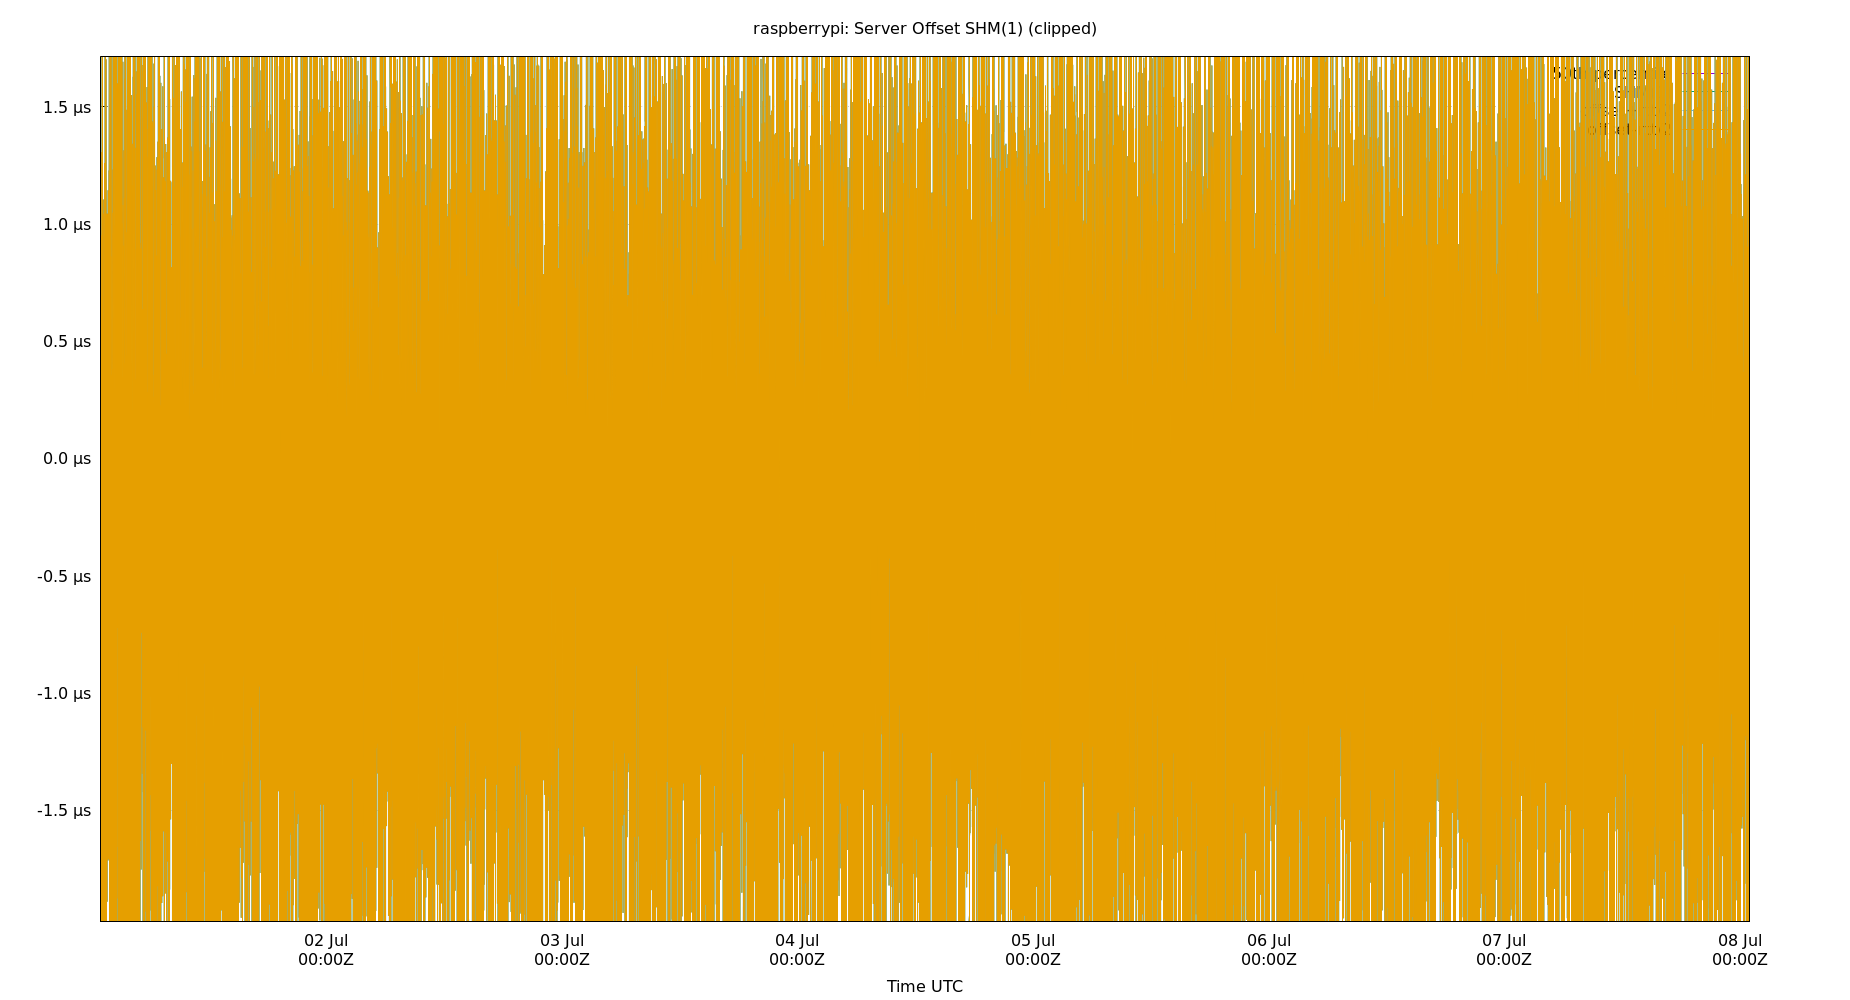 raspberrypi: Server Offset SHM(1) (clipped)
1.5 µs
1.0 µs
0.5 µs
0.0 µs
-0.5 µs
-1.0 µs
-1.5 µs
02 Jul 03 Jul 04 Jul 05 Jul 06 Jul 07 Jul 08 Jul
00:00Z 00:00Z 00:00Z 00:00Z 00:00Z 00:00Z 00:00Z
Time UTC